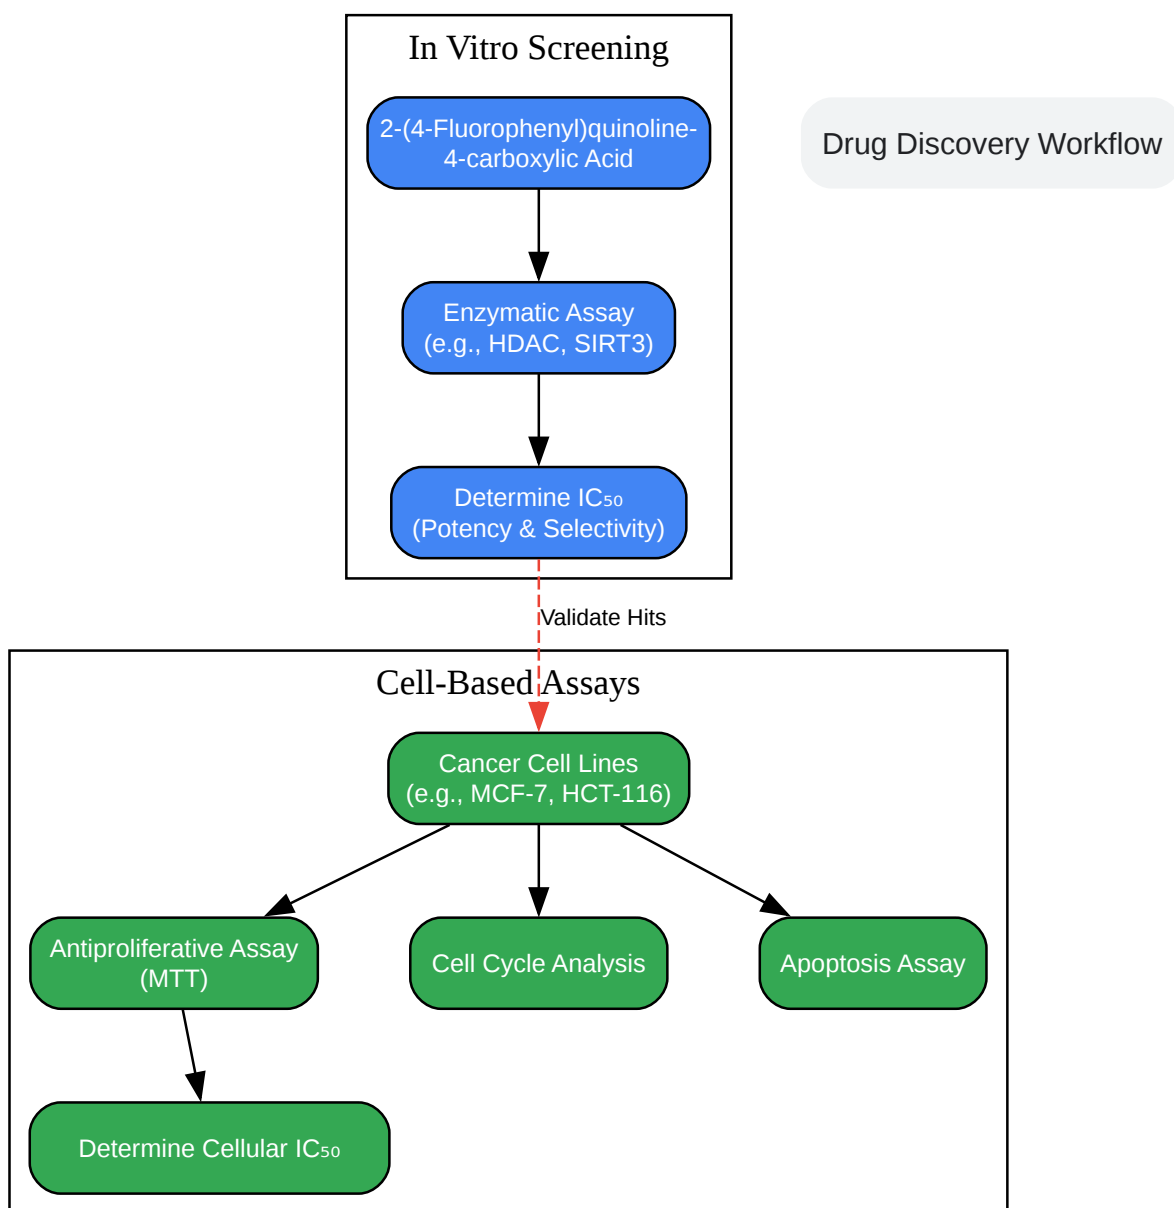 In Vitro Screening
2-(4-Fluorophenyl)quinoline-
4-carboxylic Acid
Drug Discovery Workflow
Enzymatic Assay
(e.g., HDAC, SIRT3)
Determine IC₅₀
(Potency & Selectivity)
Validate Hits
Cell-Based Assays
Cancer Cell Lines
(e.g., MCF-7, HCT-116)
Antiproliferative Assay
(MTT)
Cell Cycle Analysis
Apoptosis Assay
Determine Cellular IC₅₀